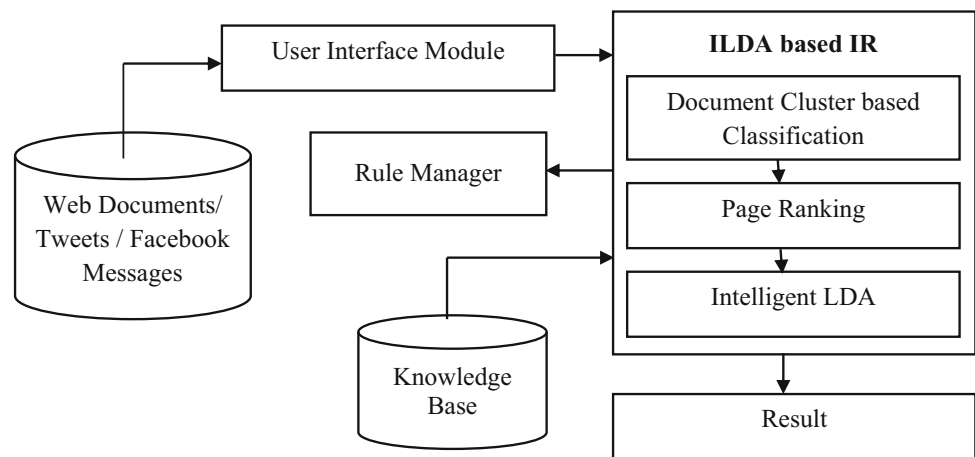 User Interface Module
ILDA based IR
Document Cluster based
Classification
Rule Manager
Web Documents/
Tweets / Facebook
Messages
Page Ranking
Intelligent LDA
Knowledge
Base
Result